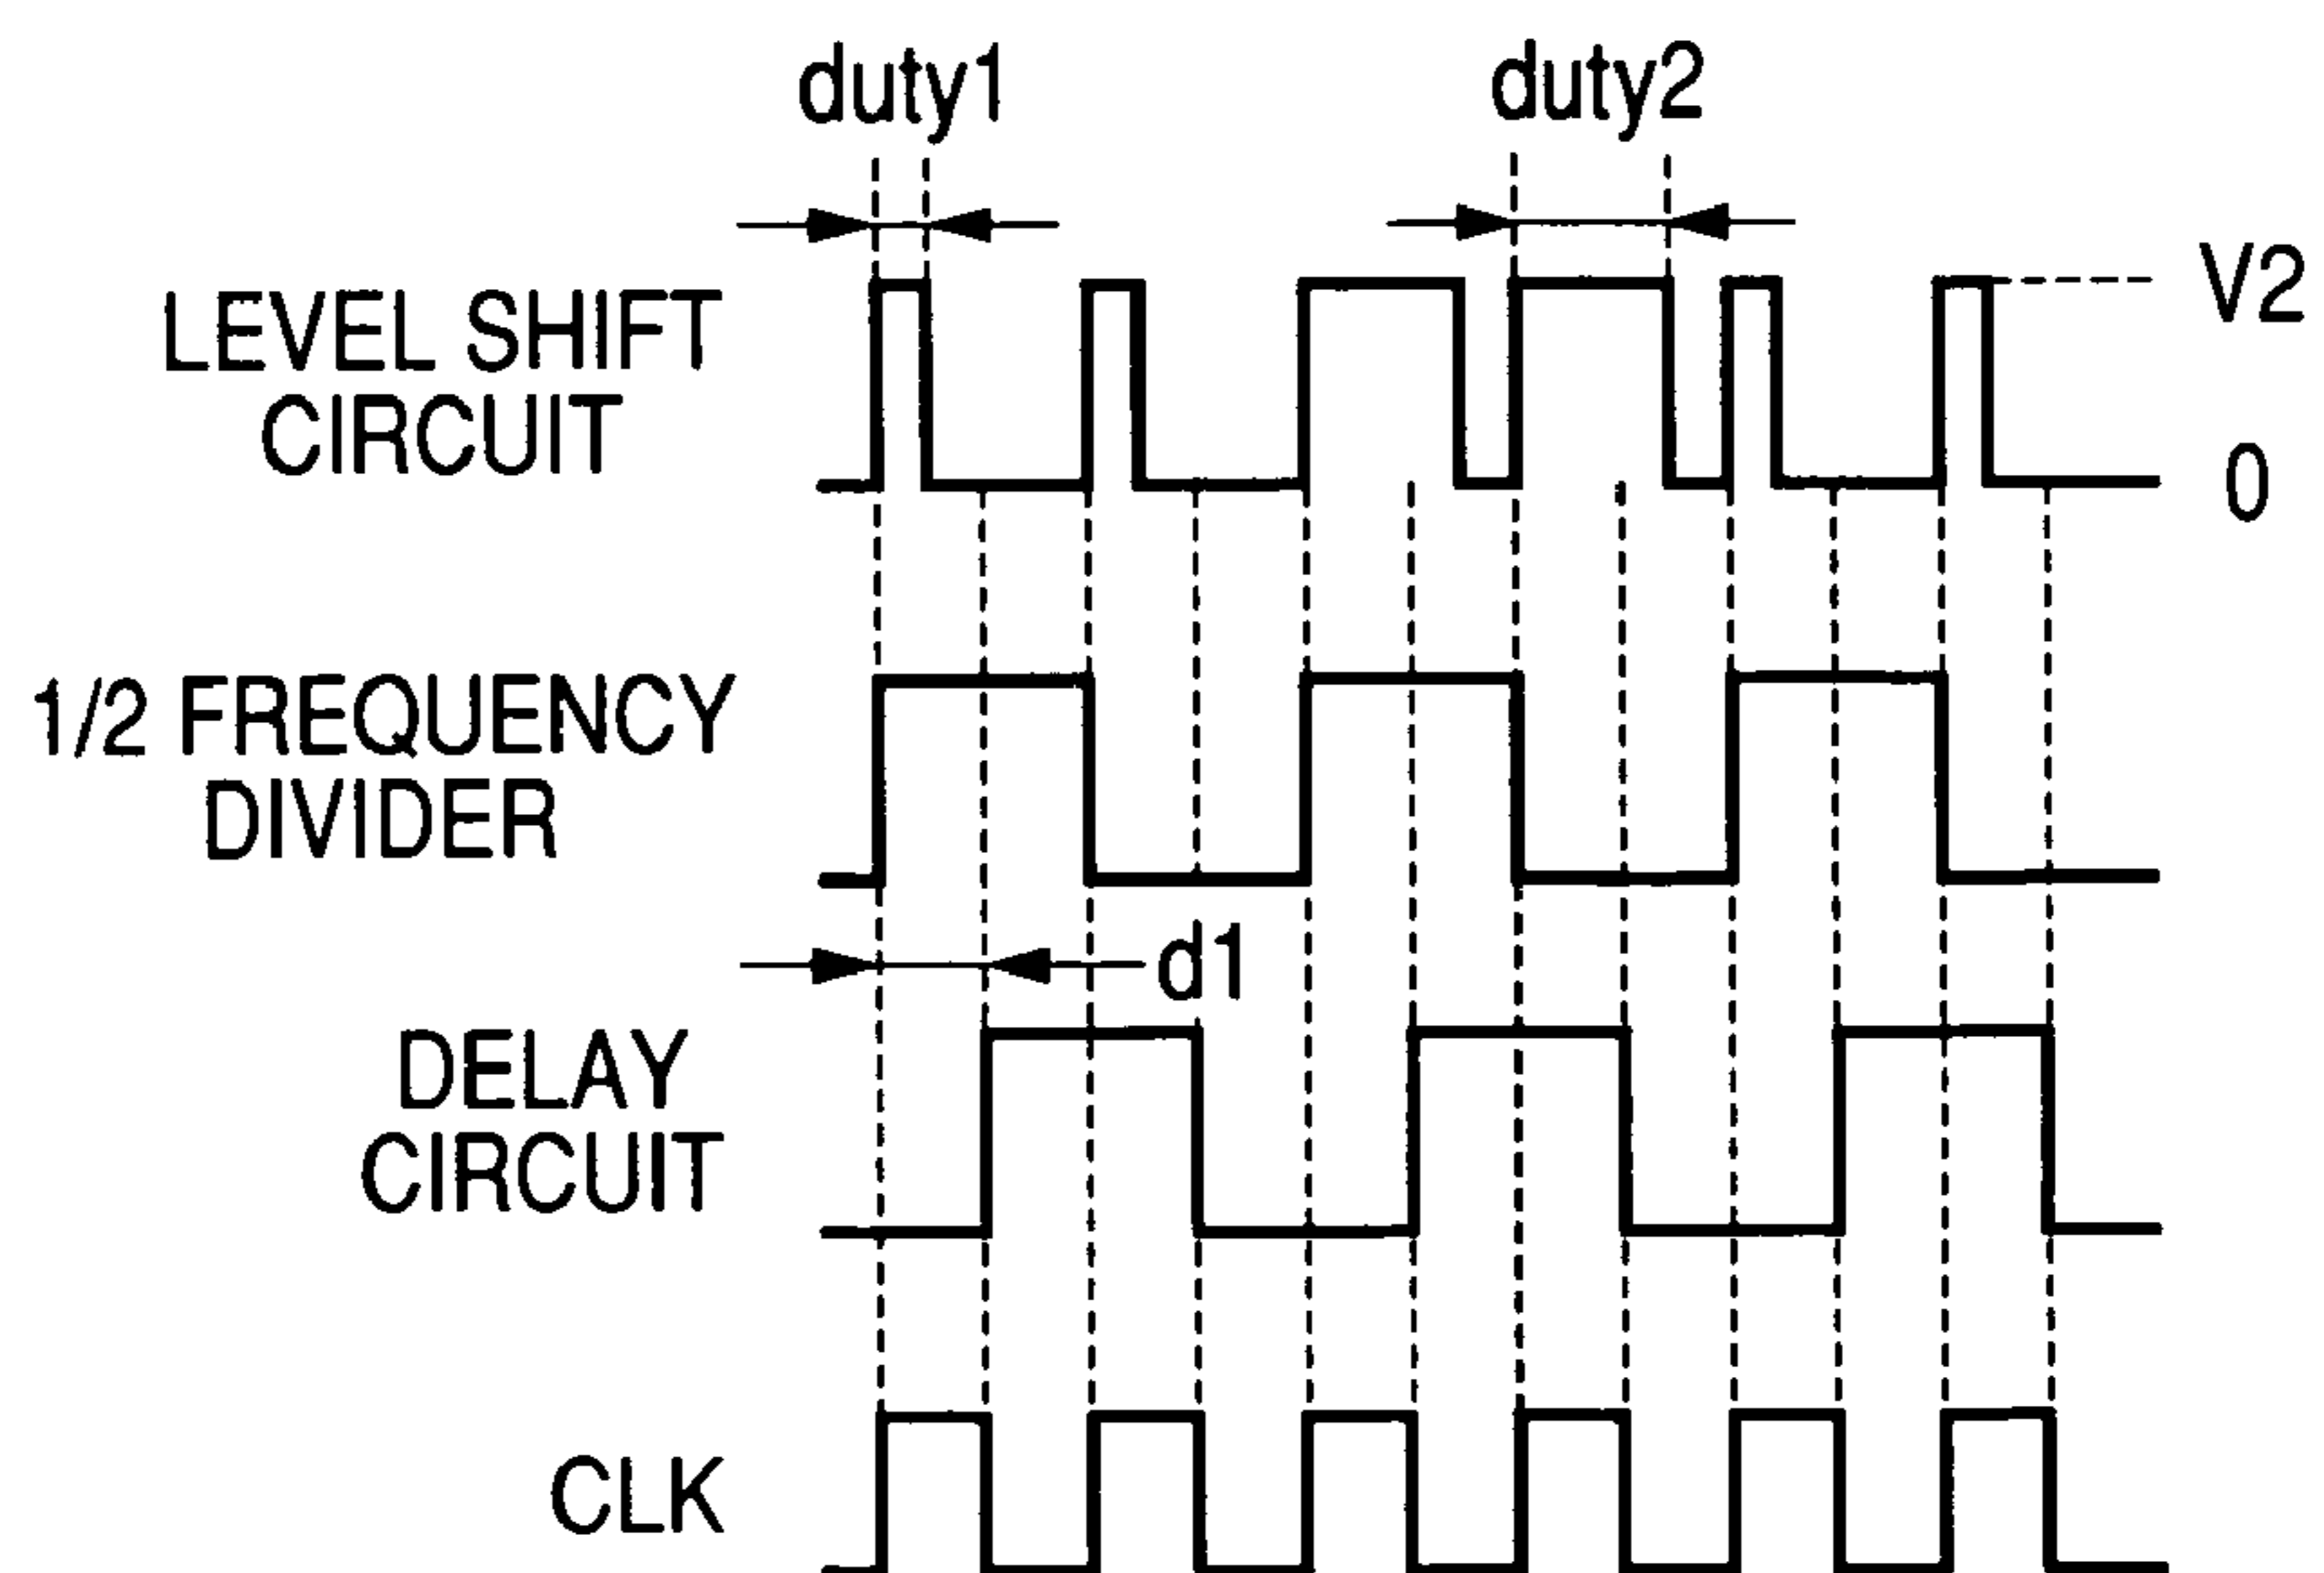 duty1
duty2
LEVEL SHIFT
CIRCUIT
V2
0
1/2 FREQUENCY
DIVIDER
d1
DELAY
CIRCUIT
CLK